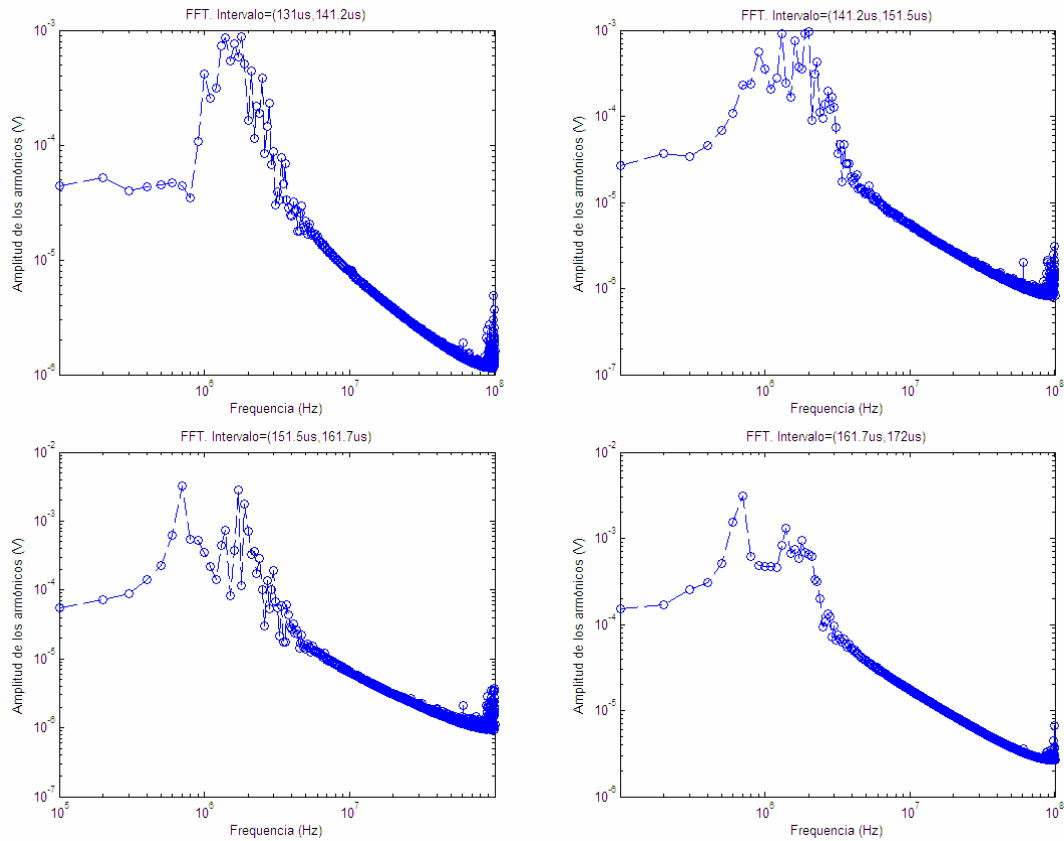 FFT. Intervalo=(131us,141.2us)
10^-3
10^-4
10^-5
10^-6
Amplitud de los armónicos (V)
10^6
10^7
10^8
Frequencia (Hz)
FFT. Intervalo=(141.2us,151.5us)
10^-3
10^-4
10^-5
10^-6
10^-7
Amplitud de los armónicos (V)
10^6
10^7
10^8
Frequencia (Hz)
FFT. Intervalo=(151.5us,161.7us)
10^-2
10^-3
10^-4
10^-5
10^-6
10^-7
Amplitud de los armónicos (V)
10^5
10^6
10^7
Frequencia (Hz)
FFT. Intervalo=(161.7us,172us)
10^-2
10^-3
10^-4
10^-5
10^-6
Amplitud de los armónicos (V)
10^6
10^7
10^8
Frequencia (Hz)